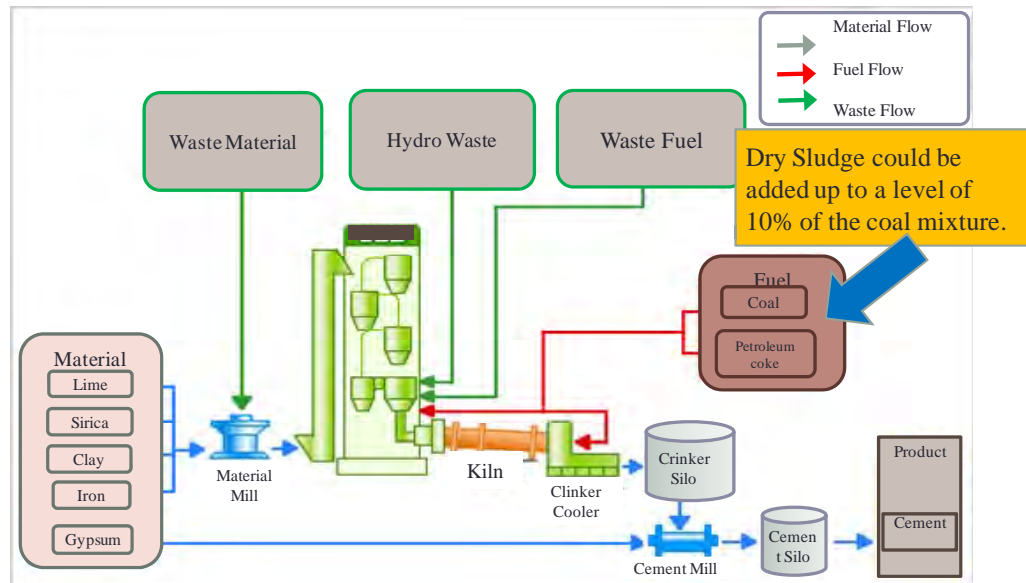 Material Flow
Fuel Flow
Waste Flow
Waste Material
Hydro Waste
Waste Fuel
Dry Sludge could be
added up to a level of
10% of the coal mixture.
Fuel
Coal
Petroleum
coke
Material
Lime
Sirica
Clay
Iron
Gypsum
Material
Mill
Kiln
Clinker
Cooler
Crinker
Silo
Cement Mill
Cemen
t Silo
Product
Cement